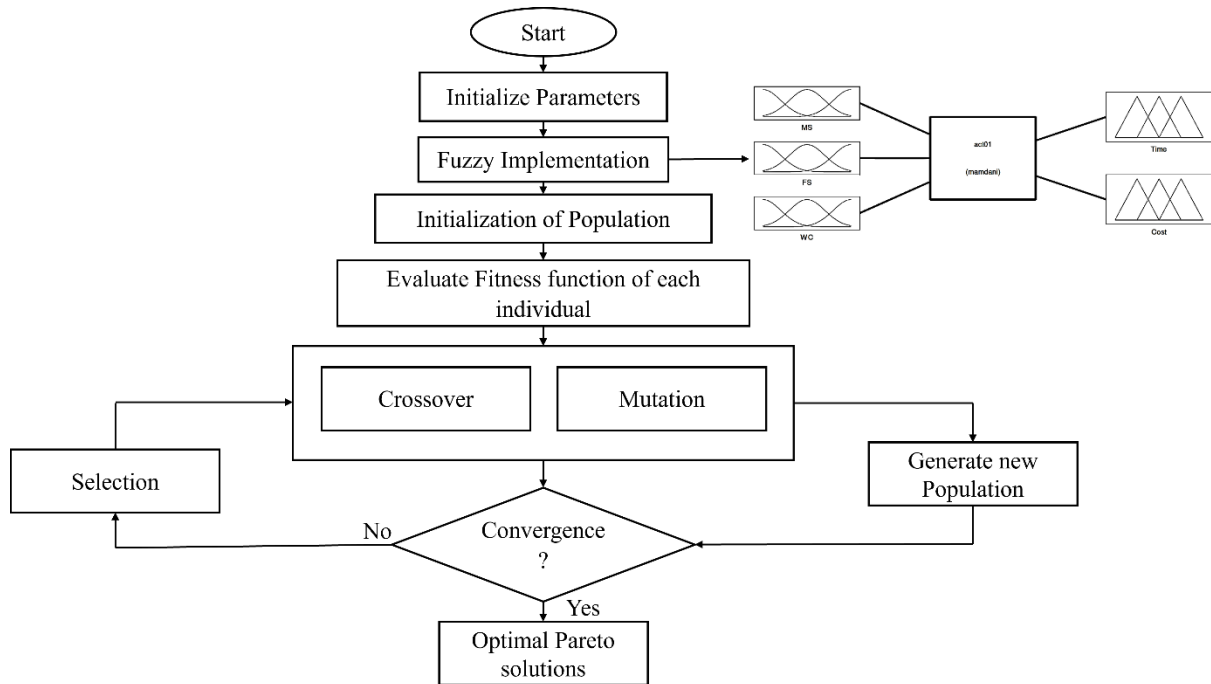 Start
Initialize Parameters
Fuzzy Implementation
Initialization of Population
Evaluate Fitness function of each
individual
Crossover
Mutation
Selection
Generate new
Population
No
Convergence
?
Yes
Optimal Pareto
solutions
MS
FS
WC
act01
(mamdani)
Time
Cost